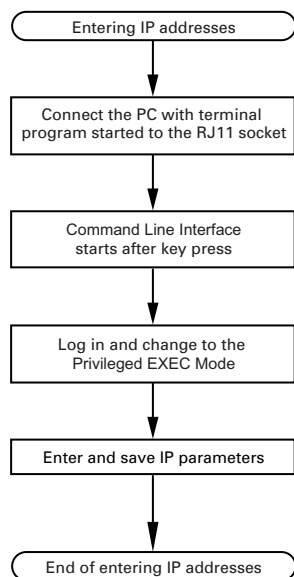 Entering IP addresses
Connect the PC with terminal
program started to the RJ11 socket
Command Line Interface
starts after key press
Log in and change to the
Privileged EXEC Mode
Enter and save IP parameters
End of entering IP addresses